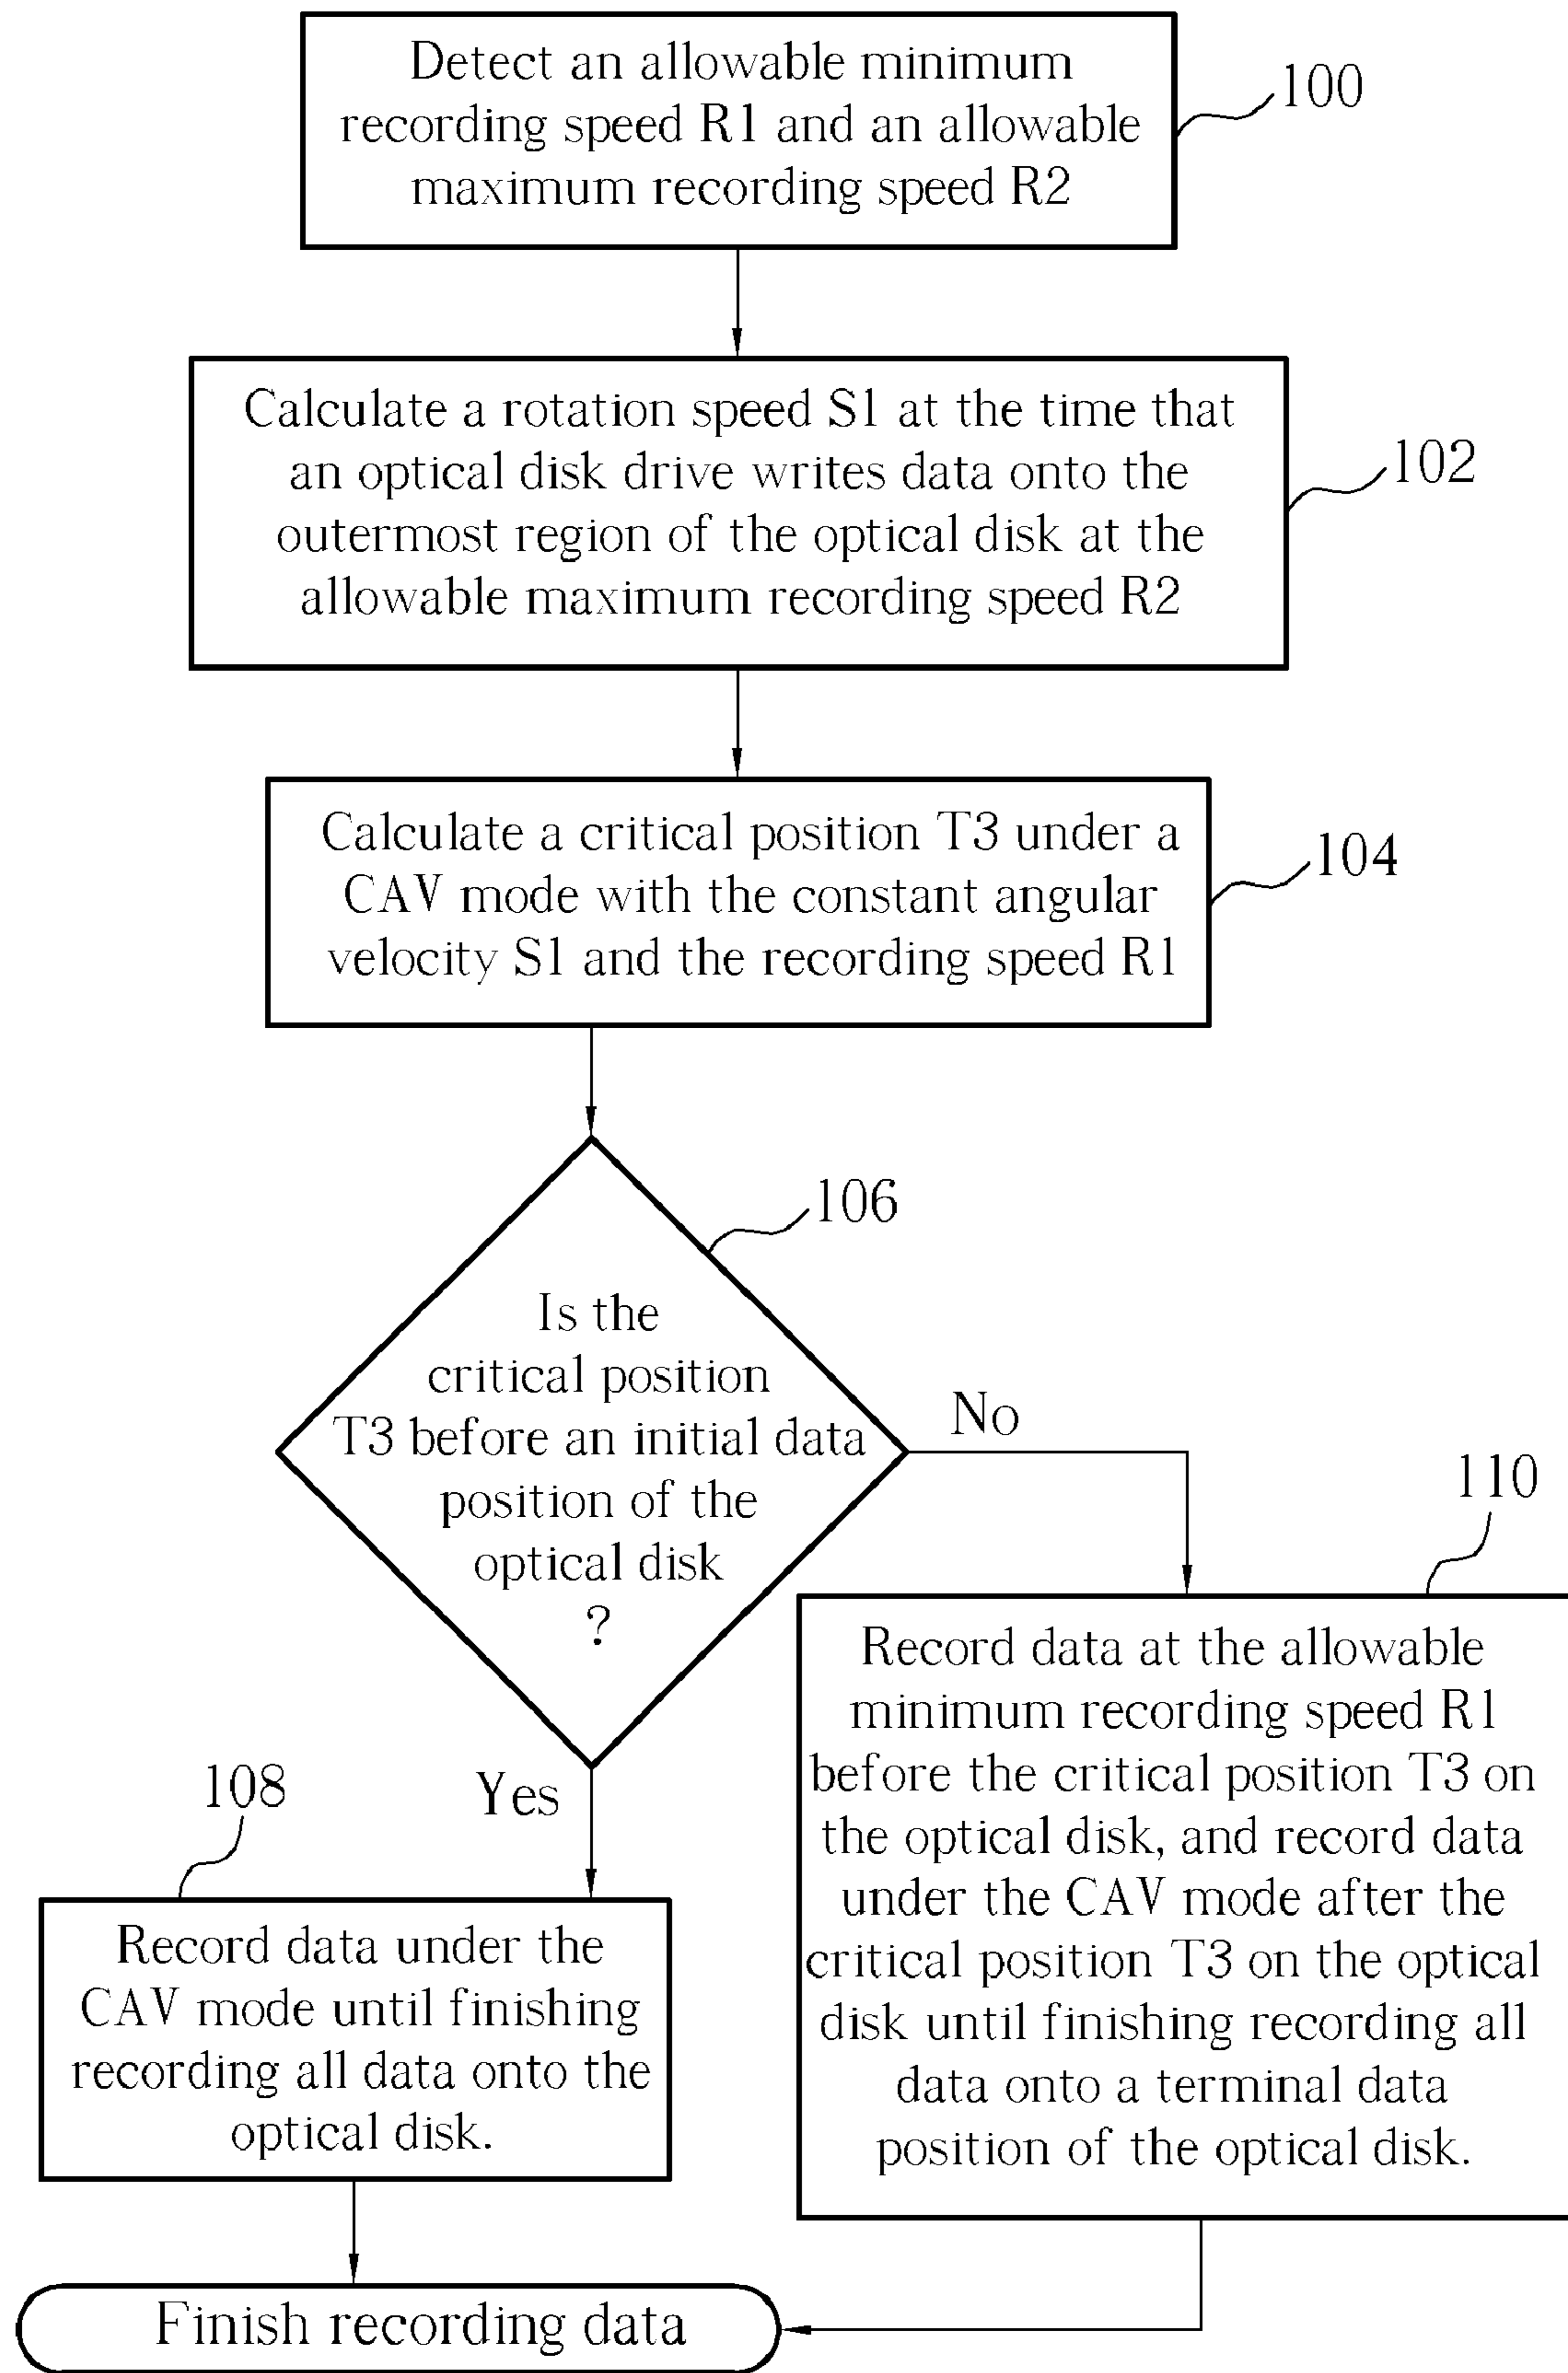 Detect an allowable minimum
recording speed R1 and an allowable
maximum recording speed R2
100
Calculate a rotation speed S1 at the time that
an optical disk drive writes data onto the
outermost region of the optical disk at the
allowable maximum recording speed R2
102
Calculate a critical position T3 under a
CAV mode with the constant angular
velocity S1 and the recording speed R1
104
106
Is the
critical position
T3 before an initial data
position of the
optical disk
?
No
Yes
110
Record data at the allowable
minimum recording speed R1
before the critical position T3 on
the optical disk, and record data
under the CAV mode after the
critical position T3 on the optical
disk until finishing recording all
data onto a terminal data
position of the optical disk.
108
Record data under the
CAV mode until finishing
recording all data onto the
optical disk.
Finish recording data